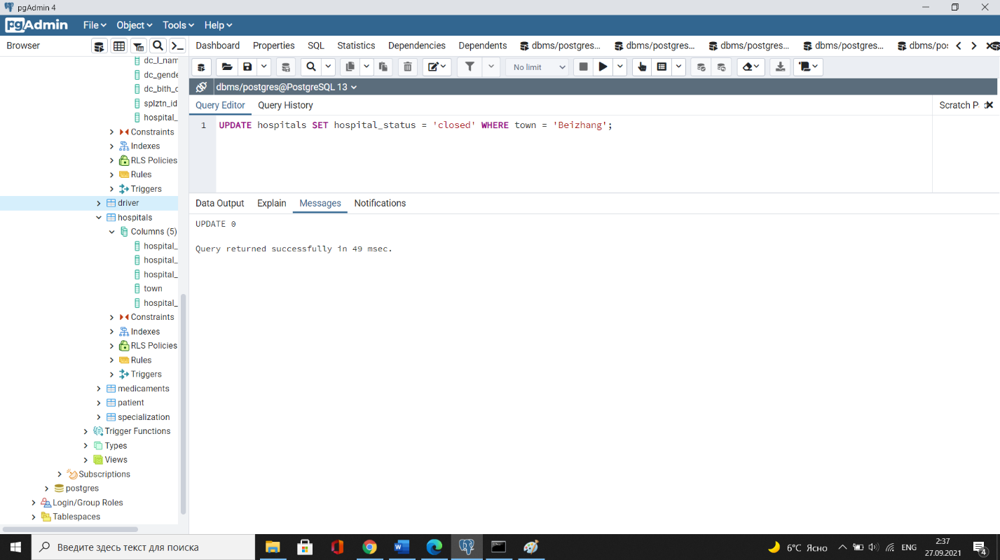 pgAdmin 4
pgAdmin File Object Tools Help
Browser Dashboard Properties SQL Statistics Dependencies Dependents dbms/postgres... dbms/postgres... dbms/postgres... dbms/postgres... dbms/pos
No limit
dbms/postgres@PostgreSQL 13
Query Editor Query History Scratch P
1 UPDATE hospitals SET hospital_status = 'closed' WHERE town = 'Beizhang';
Data Output Explain Messages Notifications
UPDATE 0
Query returned successfully in 49 msec.
dc_l_nam
dc_gende
dc_bith_c
splztn_id
hospital_
Constraints
Indexes
RLS Policies
Rules
Triggers
driver
hospitals
Columns (5)
hospital_
hospital_
hospital_
town
hospital_
Constraints
Indexes
RLS Policies
Rules
Triggers
medicaments
patient
specialization
Trigger Functions
Types
Views
Subscriptions
postgres
Login/Group Roles
Tablespaces
Введите здесь текст для поиска
6°C Ясно
ENG
2:37
27.09.2021
4